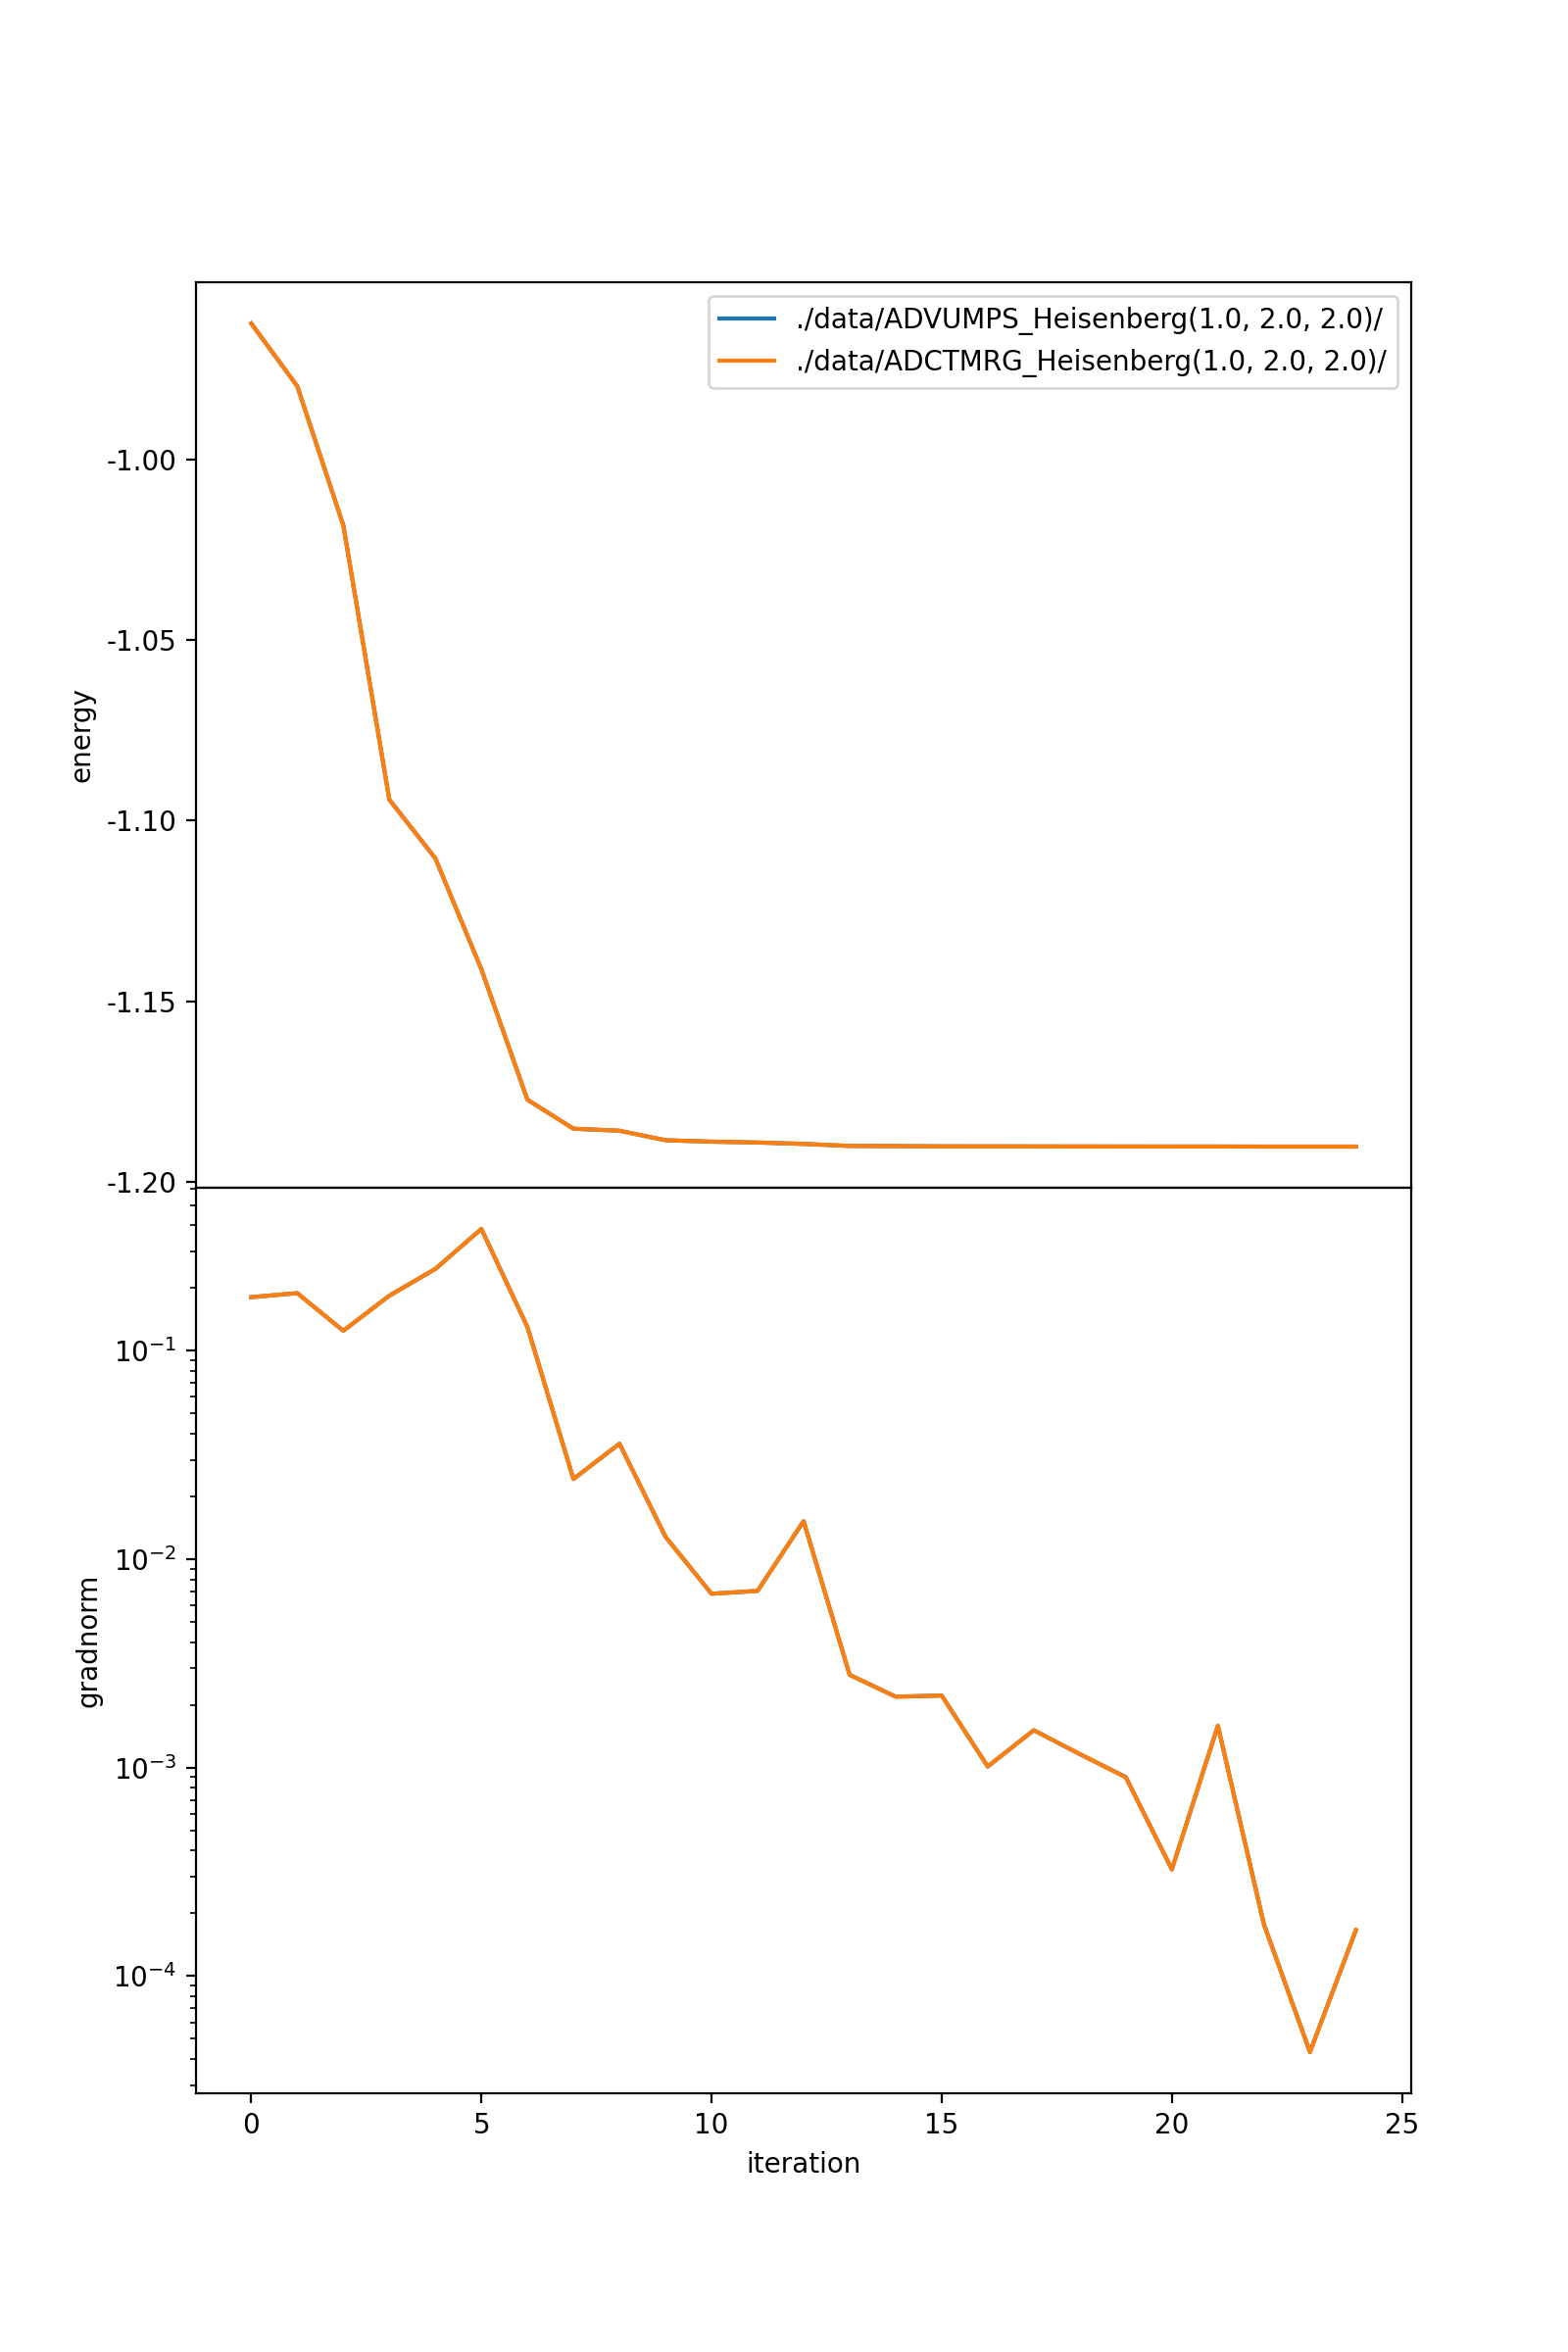 ./data/ADVUMPS_Heisenberg(1.0, 2.0, 2.0)/
./data/ADCTMRG_Heisenberg(1.0, 2.0, 2.0)/
energy
-1.00
-1.05
-1.10
-1.15
-1.20
gradnorm
10⁻¹
10⁻²
10⁻³
10⁻⁴
0 5 10 15 20 25
iteration